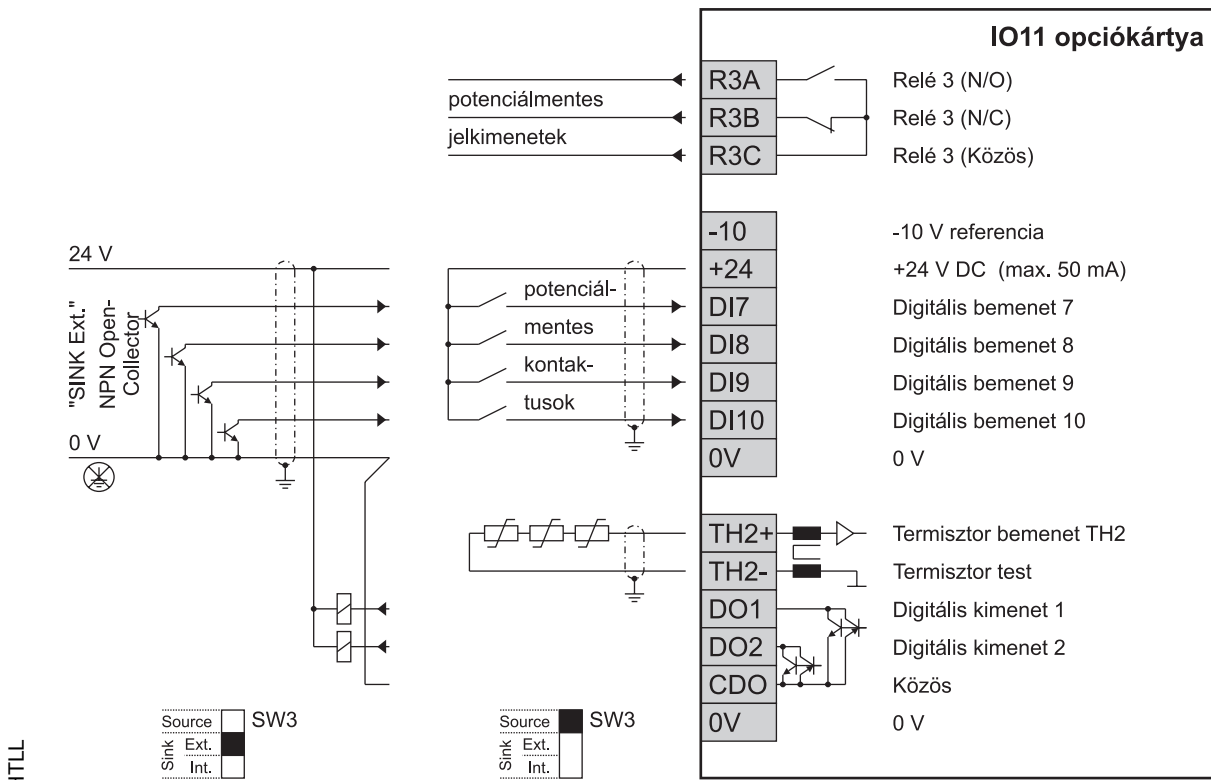 IO11 opciókártya
potenciálmentes
jelkimenetek
R3A Relé 3 (N/O)
R3B Relé 3 (N/C)
R3C Relé 3 (Közös)
24 V
"SINK Ext."
NPN Open-
Collector
0 V
potenciál-
mentes
kontak-
tusok
-10 -10 V referencia
+24 +24 V DC (max. 50 mA)
DI7 Digitális bemenet 7
DI8 Digitális bemenet 8
DI9 Digitális bemenet 9
DI10 Digitális bemenet 10
0V 0 V
TH2+ Termisztor bemenet TH2
TH2- Termisztor test
DO1 Digitális kimenet 1
DO2 Digitális kimenet 2
CDO Közös
0V 0 V
Source SW3
Sink Ext.
Int.
Source SW3
Sink Ext.
Int.